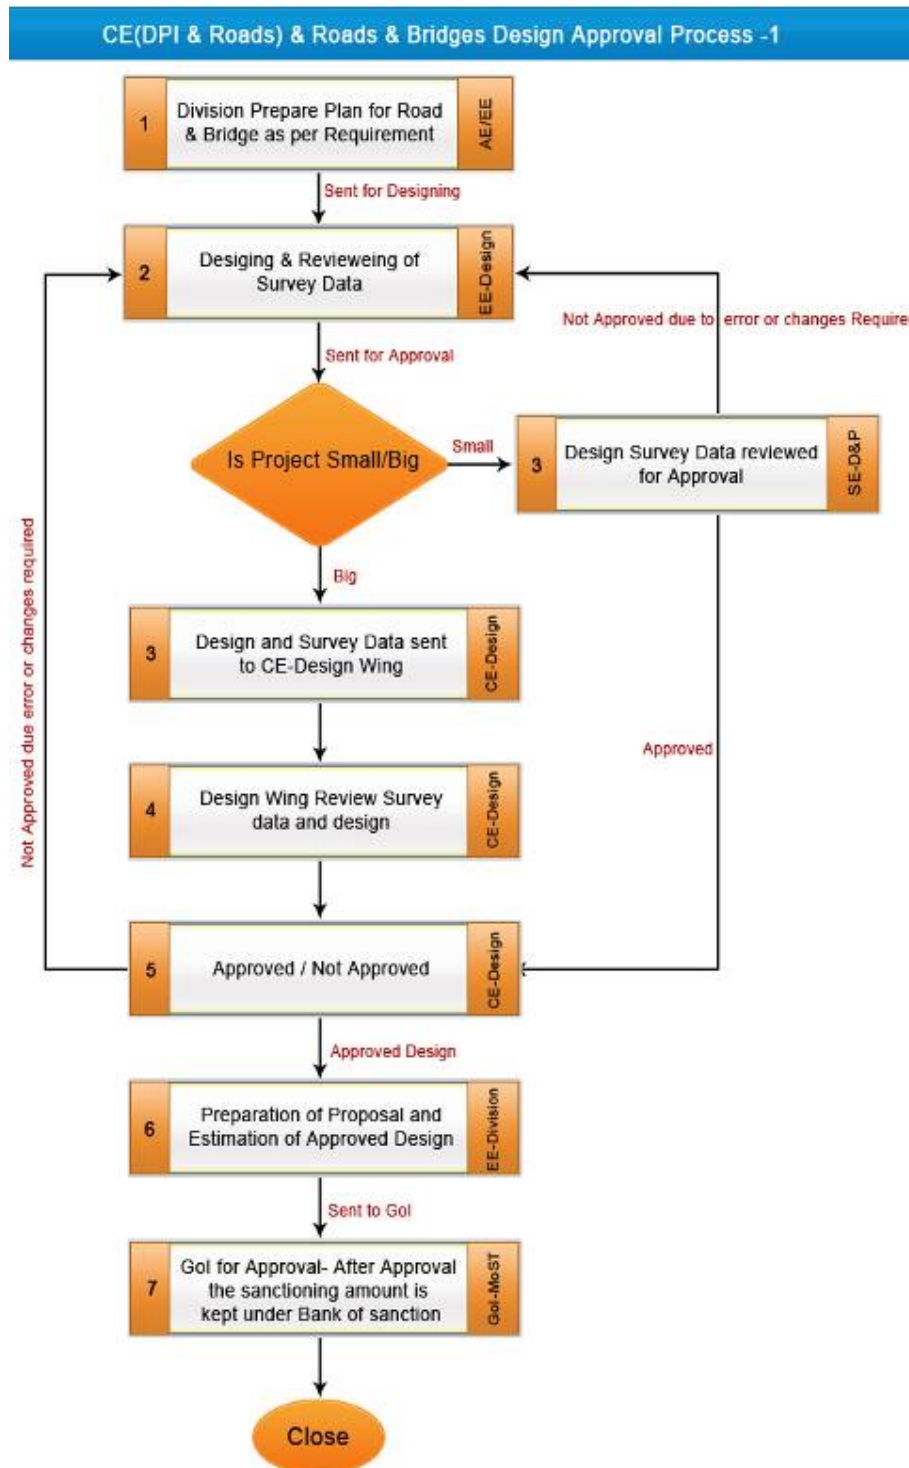 CE(DPI & Roads) & Roads & Bridges Design Approval Process -1
1
Division Prepare Plan for Road
& Bridge as per Requirement
AE/EE
Sent for Designing
2
Desiging & Revieweing of
Survey Data
EE-Design
Not Approved due to error or changes Require
Sent for Approval
Is Project Small/Big
Small
3
Design Survey Data reviewed
for Approval
SE-D&P
Big
Not Approved due error or changes required
3
Design and Survey Data sent
to CE-Design Wing
CE-Design
Approved
4
Design Wing Review Survey
data and design
CE-Design
5
Approved / Not Approved
CE-Design
Approved Design
6
Preparation of Proposal and
Estimation of Approved Design
EE-Division
Sent to GoI
7
GoI for Approval- After Approval
the sanctioning amount is
kept under Bank of sanction
GoI-MoST
Close